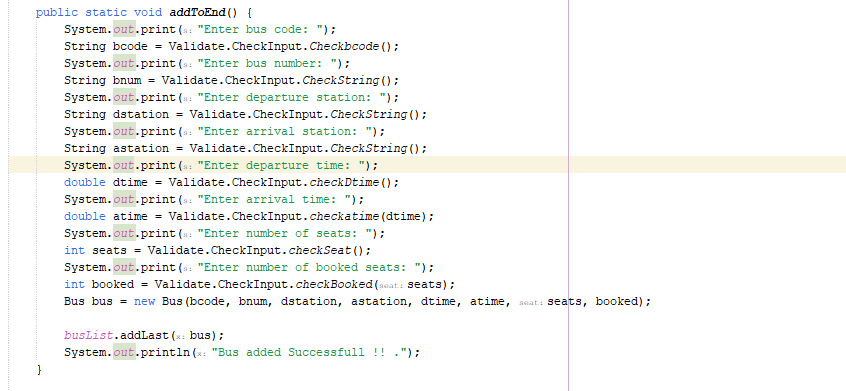 public static void addToEnd() {
System.out.print(s: "Enter bus code: ");
String bcode = Validate.CheckInput.Checkbcode();
System.out.print(s: "Enter bus number: ");
String bnum = Validate.CheckInput.CheckString();
System.out.print(s: "Enter departure station: ");
String dstation = Validate.CheckInput.CheckString();
System.out.print(s: "Enter arrival station: ");
String astation = Validate.CheckInput.CheckString();
System.out.print(s: "Enter departure time: ");
double dtime = Validate.CheckInput.checkDtime();
System.out.print(s: "Enter arrival time: ");
double atime = Validate.CheckInput.checkatime(dtime);
System.out.print(s: "Enter number of seats: ");
int seats = Validate.CheckInput.checkSeat();
System.out.print(s: "Enter number of booked seats: ");
int booked = Validate.CheckInput.checkBooked(seat: seats);
Bus bus = new Bus(bcode, bnum, dstation, astation, dtime, atime, seat: seats, booked);
busList.addLast(x: bus);
System.out.println(x: "Bus added Successfull !! .");
}